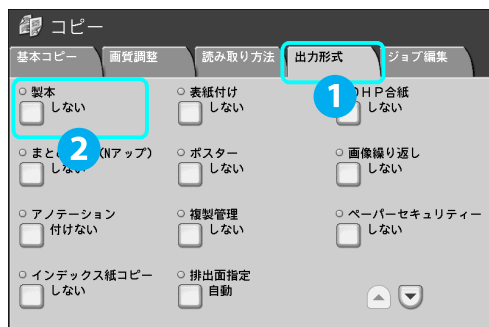 コピー
基本コピー 画質調整 読み取り方法 出力形式 ジョブ編集
製本 表紙付け HP合紙
しない しない しない
1
2
まと (Nアップ) ポスター 画像繰り返し
しない しない
アノテーション 複製管理 ペーパーセキュリティー
付けない しない しない
インデックス紙コピー 排出面指定
しない 自動